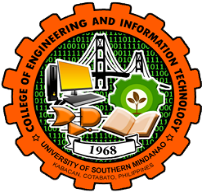 COLLEGE OF ENGINEERING AND INFORMATION TECHNOLOGY
1968
UNIVERSITY OF SOUTHERN MINDANAO
KABACAN, COTABATO, PHILIPPINES